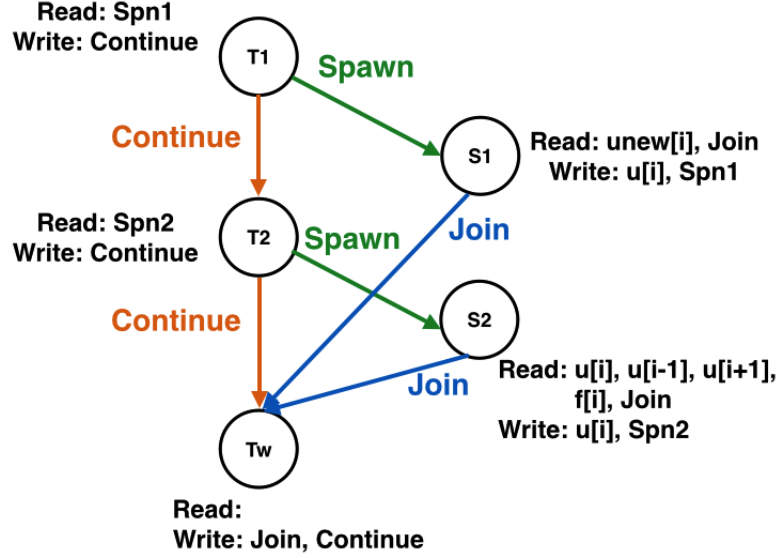 Read: Spn1
Write: Continue
T1
Spawn
Continue
S1
Read: unew[i], Join
Write: u[i], Spn1
Read: Spn2
Write: Continue
T2
Spawn
Join
Continue
S2
Join
Read: u[i], u[i-1], u[i+1],
f[i], Join
Write: u[i], Spn2
Tw
Read:
Write: Join, Continue